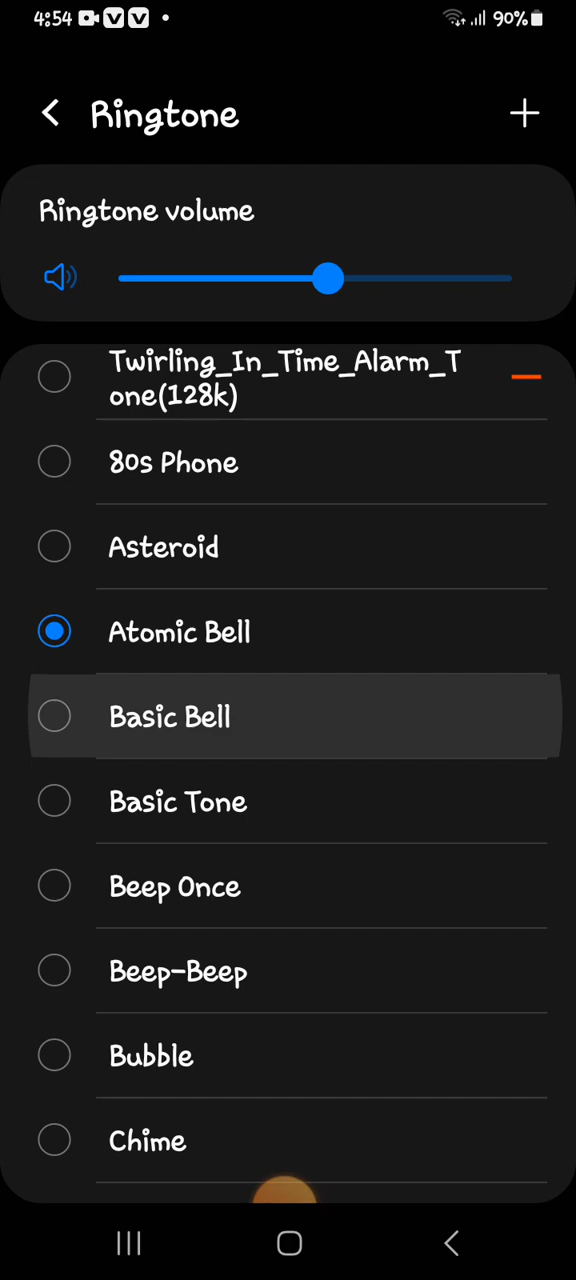 4:54
90%
Ringtone
Ringtone volume
Twirling_In_Time_Alarm_T
one(128k)
80s Phone
Asteroid
Atomic Bell
Basic Bell
Basic Tone
Beep Once
Beep-Beep
Bubble
Chime